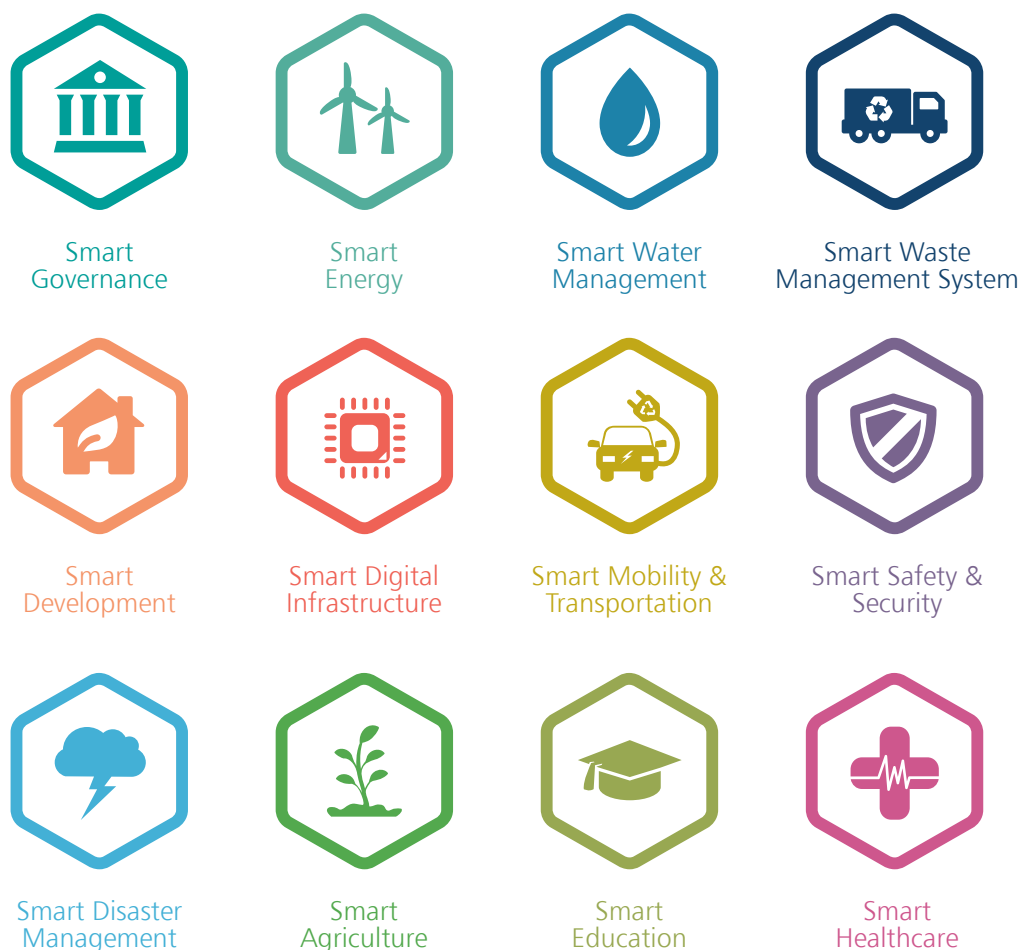 Smart
Governance
Smart
Energy
Smart Water
Management
Smart Waste
Management System
Smart
Development
Smart Digital
Infrastructure
Smart Mobility &
Transportation
Smart Safety &
Security
Smart Disaster
Management
Smart
Agriculture
Smart
Education
Smart
Healthcare